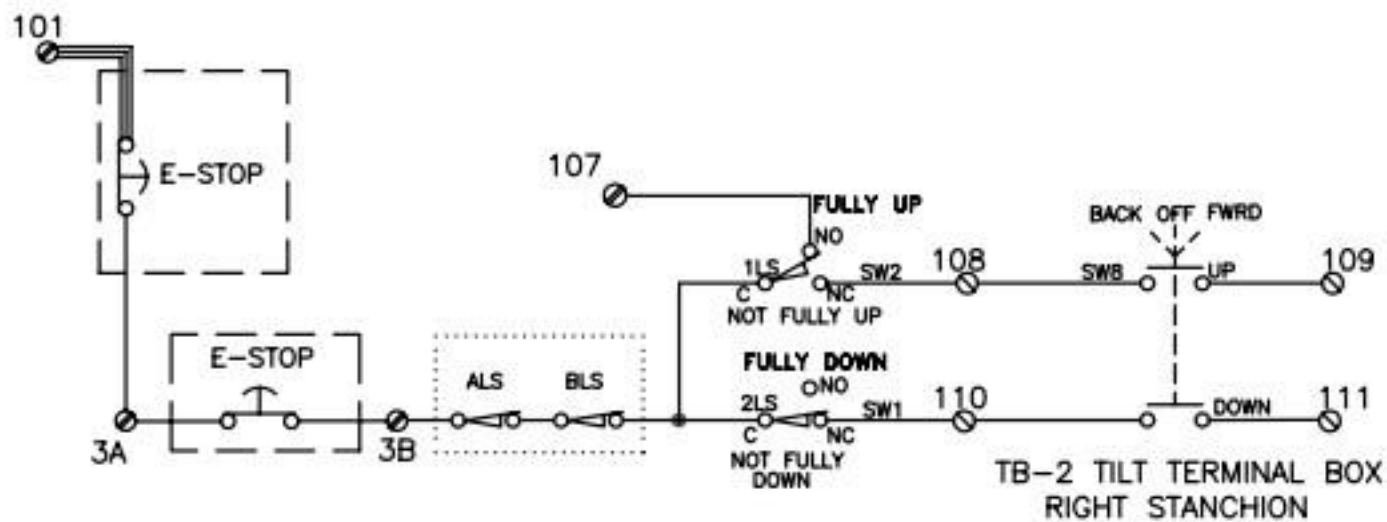 101
E-STOP
107
FULLY UP
NO
1LS
C
NC
SW2
108
NOT FULLY UP
BACK OFF FWRD
SW8
UP
109
E-STOP
3A
3B
ALS
BLS
FULLY DOWN
NO
2LS
C
NC
SW1
110
NOT FULLY
DOWN
DOWN
111
TB-2 TILT TERMINAL BOX
RIGHT STANCHION